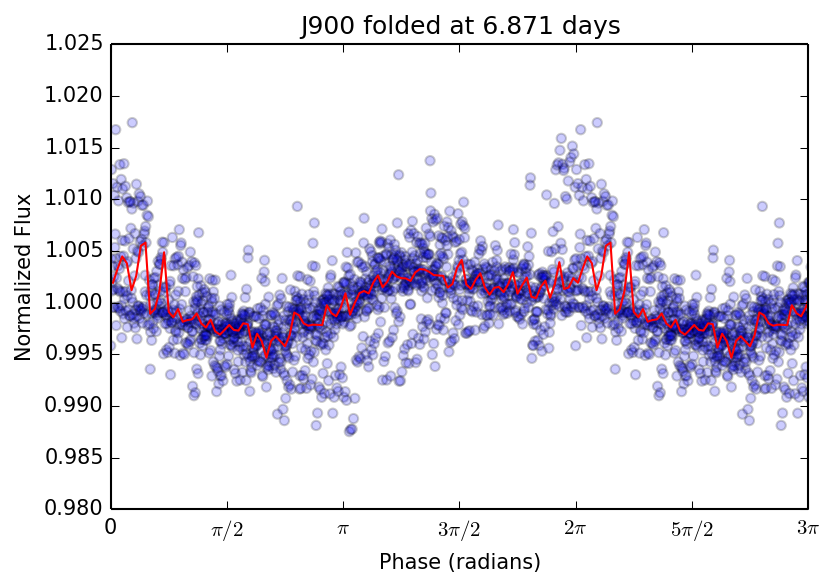 J900 folded at 6.871 days
Normalized Flux
1.025
1.020
1.015
1.010
1.005
1.000
0.995
0.990
0.985
0.980
0 π/2 π 3π/2 2π 5π/2 3π
Phase (radians)